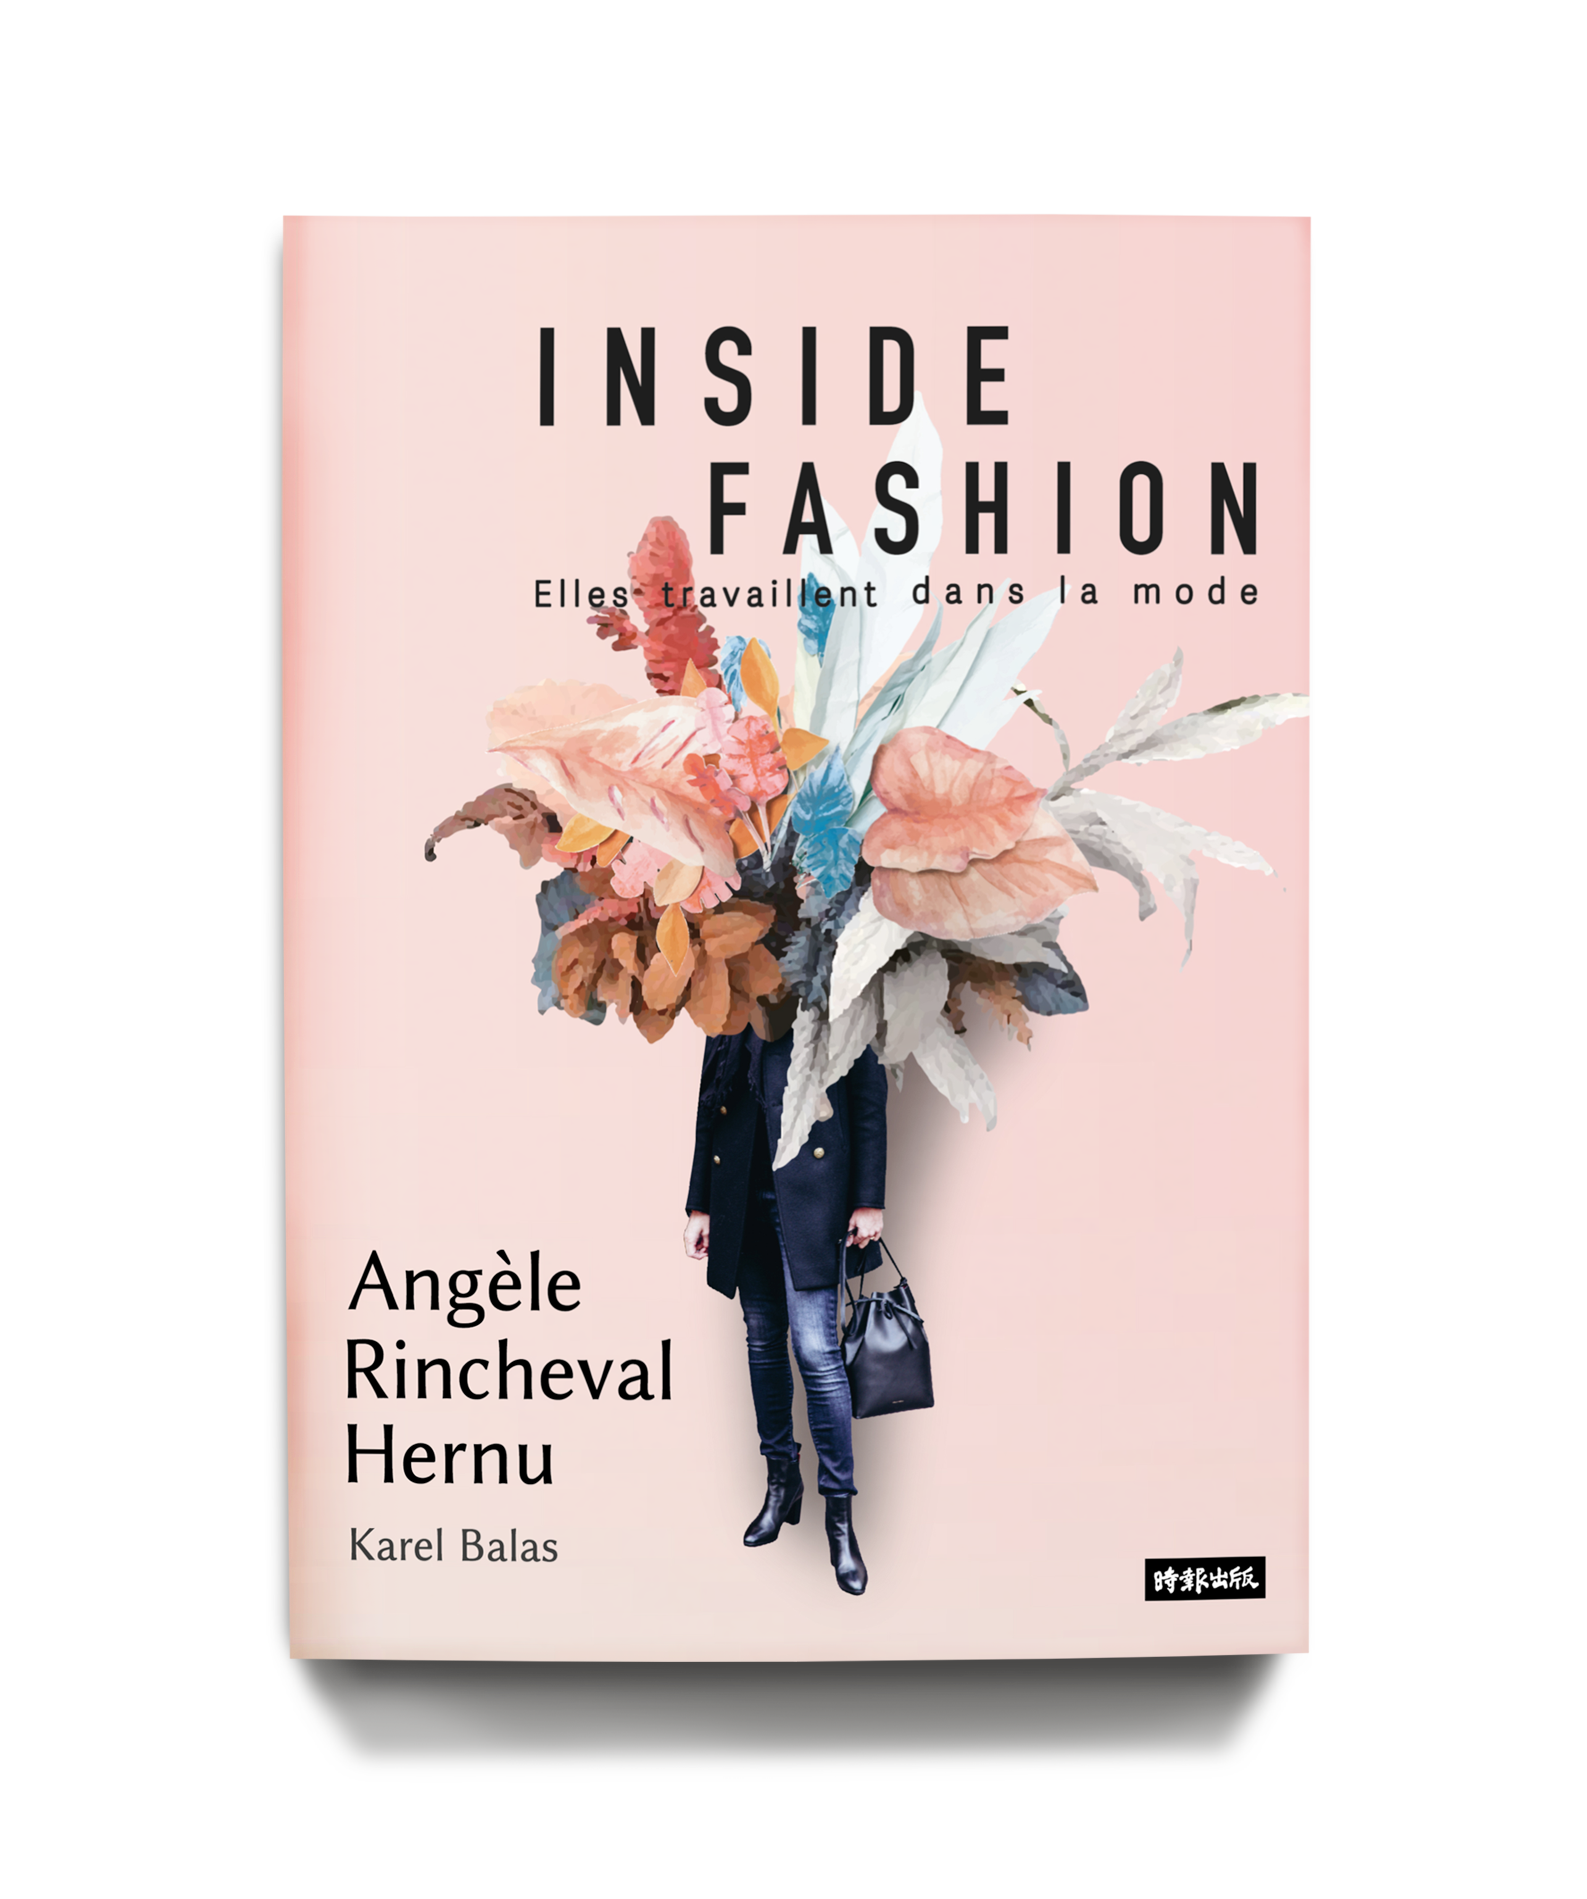 INSIDE
FASHION
Elles travaillent dans la mode
Angèle
Rincheval
Hernu
Karel Balas
時報出版